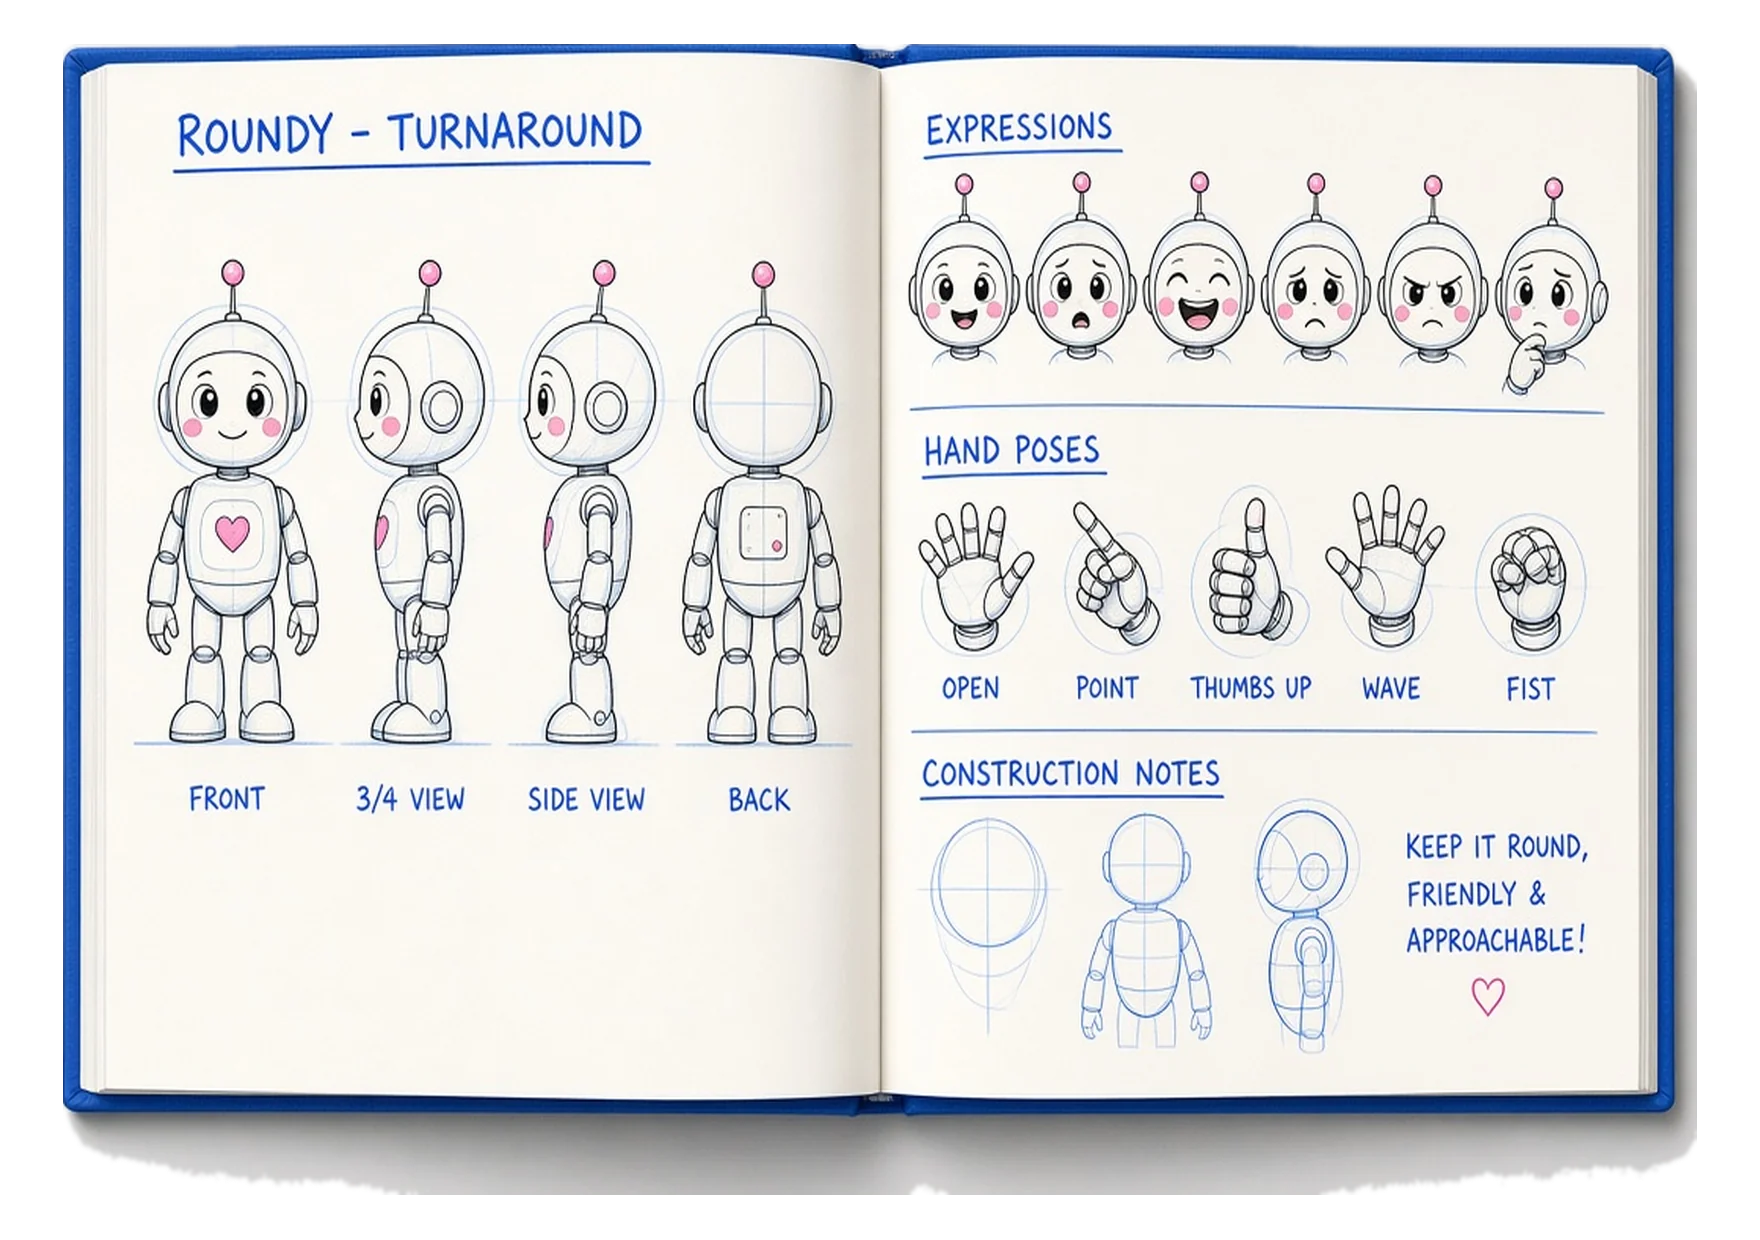 ROUNDY - TURNAROUND
FRONT
3/4 VIEW
SIDE VIEW
BACK
EXPRESSIONS
HAND POSES
OPEN
POINT
THUMBS UP
WAVE
FIST
CONSTRUCTION NOTES
KEEP IT ROUND,
FRIENDLY &
APPROACHABLE!